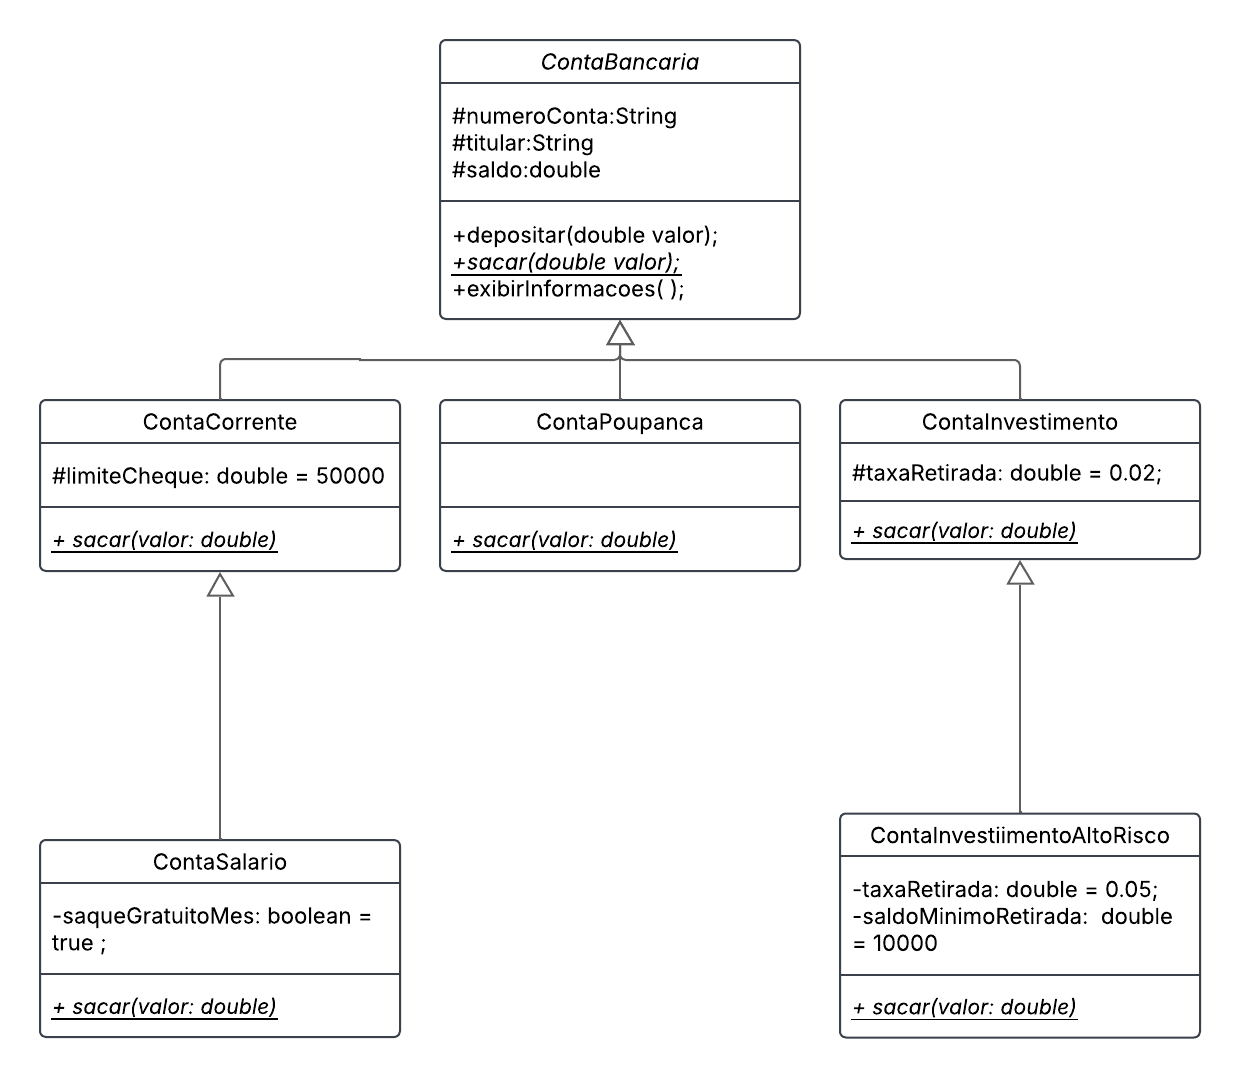 ContaBancaria
#numeroConta:String
#titular:String
#saldo:double
+depositar(double valor);
+sacar(double valor);
+exibirInformacoes( );
ContaCorrente
#limiteCheque: double = 50000
+ sacar(valor: double)
ContaPoupanca
+ sacar(valor: double)
ContaInvestimento
#taxaRetirada: double = 0.02;
+ sacar(valor: double)
ContaSalario
-saqueGratuitoMes: boolean =
true ;
+ sacar(valor: double)
ContaInvestiimentoAltoRisco
-taxaRetirada: double = 0.05;
-saldoMinimoRetirada:  double
= 10000
+ sacar(valor: double)